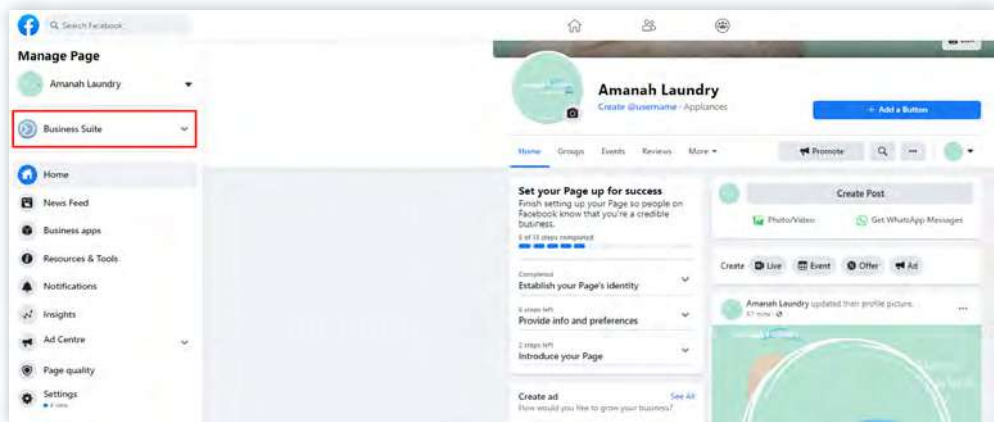 Search Facebook
Manage Page
Amanah Laundry
Business Suite
Home
News Feed
Business apps
Resources & Tools
Notifications
Insights
Ad Centre
Page quality
Settings
Amanah Laundry
Create @username · Appliances
+ Add a Button
Home Groups Events Reviews More
Promote
Set your Page up for success
Finish setting up your Page so people on
Facebook know that you're a credible
business.
Completed
Establish your Page's identity
Provide info and preferences
2 steps left
Introduce your Page
Create ad See All
How would you like to grow your business?
Create Post
Photo/Video Get WhatsApp Messages
Create Live Event Offer Ad
Amanah Laundry updated their profile picture.